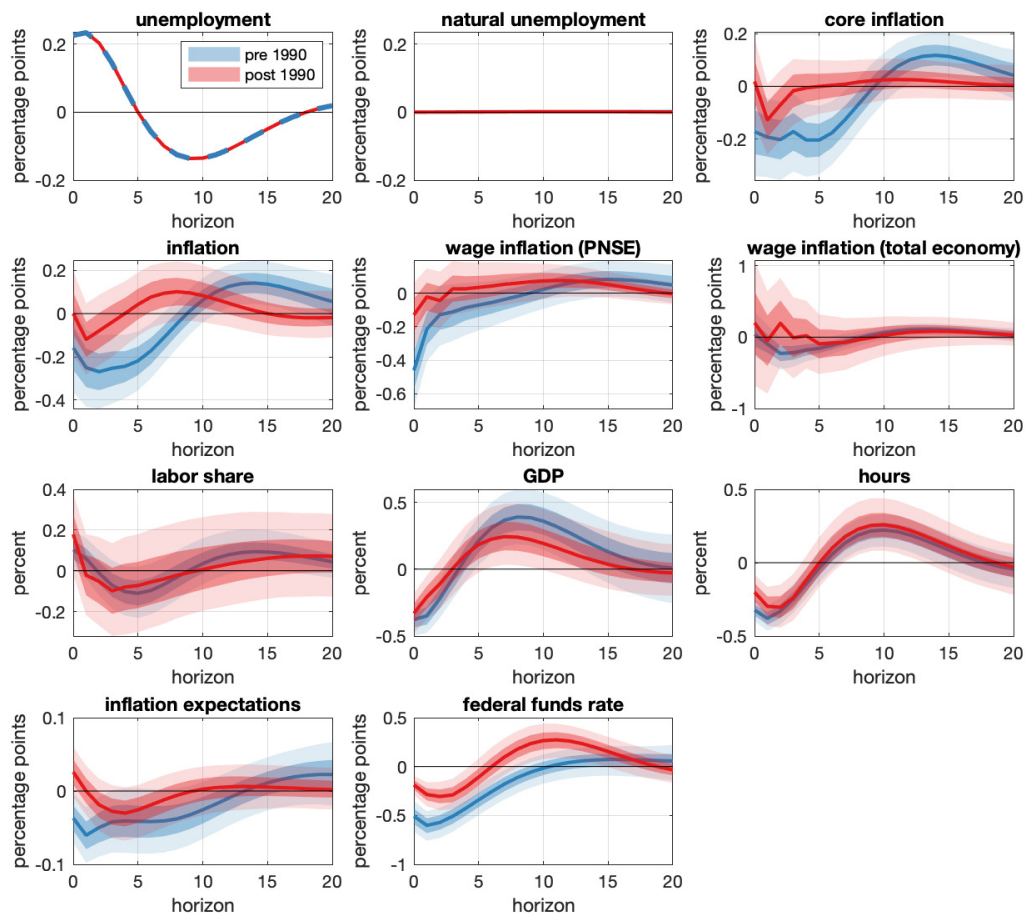 unemployment
percentage points
0.2
0
-0.2
pre 1990
post 1990
0 5 10 15 20
horizon
natural unemployment
percentage points
0.2
0
-0.2
0 5 10 15 20
horizon
core inflation
percentage points
0.2
0
-0.2
0 5 10 15 20
horizon
inflation
percentage points
0.2
0
-0.2
-0.4
0 5 10 15 20
horizon
wage inflation (PNSE)
percentage points
0
-0.2
-0.4
-0.6
0 5 10 15 20
horizon
wage inflation (total economy)
percentage points
1
0
-1
0 5 10 15 20
horizon
labor share
percent
0.4
0.2
0
-0.2
0 5 10 15 20
horizon
GDP
percent
0.5
0
-0.5
0 5 10 15 20
horizon
hours
percent
0.5
0
-0.5
0 5 10 15 20
horizon
inflation expectations
percentage points
0.1
0
-0.1
0 5 10 15 20
horizon
federal funds rate
percentage points
0.5
0
-0.5
-1
0 5 10 15 20
horizon